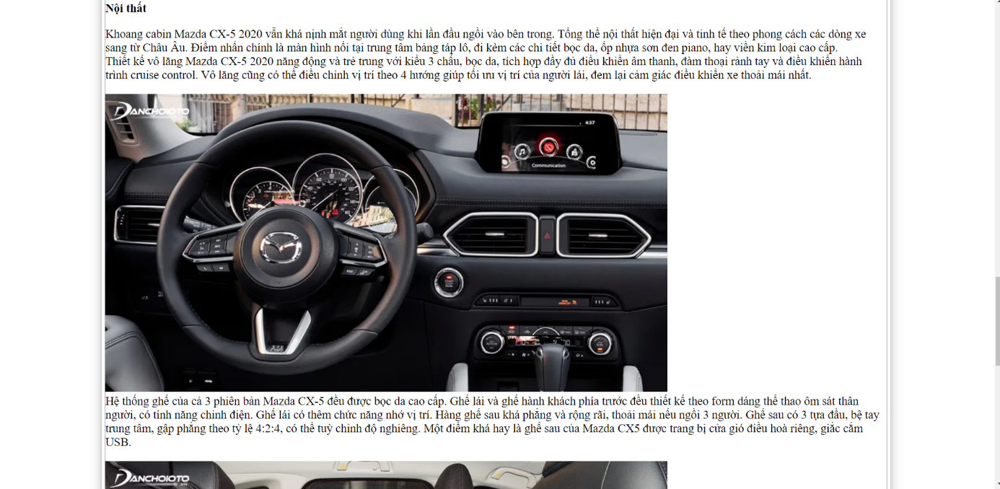 Nội thất
Khoang cabin Mazda CX-5 2020 vẫn khá nịnh mắt người dùng khi lần đầu ngồi vào bên trong. Tổng thể nội thất hiện đại và tinh tế theo phong cách các dòng xe
sang từ Châu Âu. Điểm nhấn chính là màn hình nổi tại trung tâm bảng táp lô, đi kèm các chi tiết bọc da, ốp nhựa sơn đen piano, hay viền kim loại cao cấp.
Thiết kế vô lăng Mazda CX-5 2020 năng động và trẻ trung với kiểu 3 chấu, bọc da, tích hợp đầy đủ điều khiển âm thanh, đàm thoại rảnh tay và điều khiển hành
trình cruise control. Vô lăng cũng có thể điều chỉnh vị trí theo 4 hướng giúp tối ưu vị trí của người lái, đem lại cảm giác điều khiển xe thoải mái nhất.
DANCHOIOTO
4:37
Communication
Hệ thống ghế của cả 3 phiên bản Mazda CX-5 đều được bọc da cao cấp. Ghế lái và ghế hành khách phía trước đều thiết kế theo form dáng thể thao ôm sát thân
người, có tính năng chỉnh điện. Ghế lái có thêm chức năng nhớ vị trí. Hàng ghế sau khá phẳng và rộng rãi, thoải mái nếu ngồi 3 người. Ghế sau có 3 tựa đầu, bệ tay
trung tâm, gập phẳng theo tỷ lệ 4:2:4, có thể tuỳ chỉnh độ nghiêng. Một điểm khá hay là ghế sau của Mazda CX5 được trang bị cửa gió điều hoà riêng, giắc cắm
USB.
DANCHOIOTO